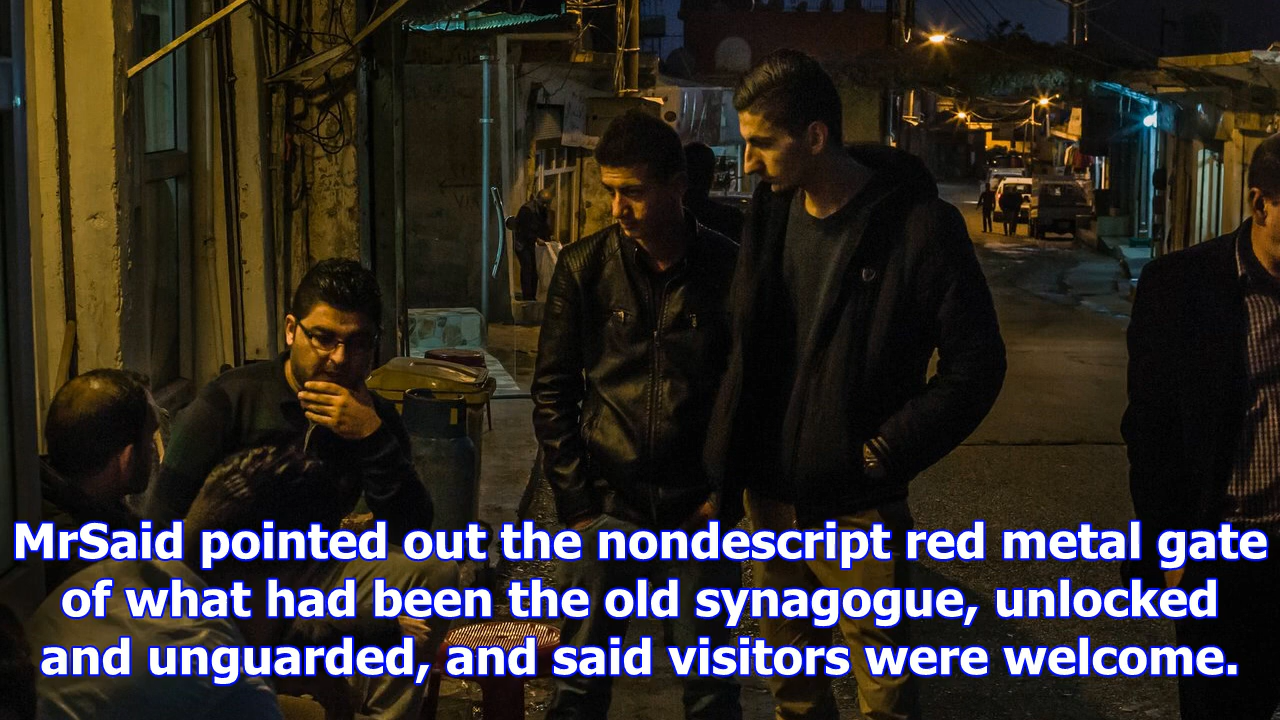 MrSaid pointed out the nondescript red metal gate
of what had been the old synagogue, unlocked
and unguarded, and said visitors were welcome.